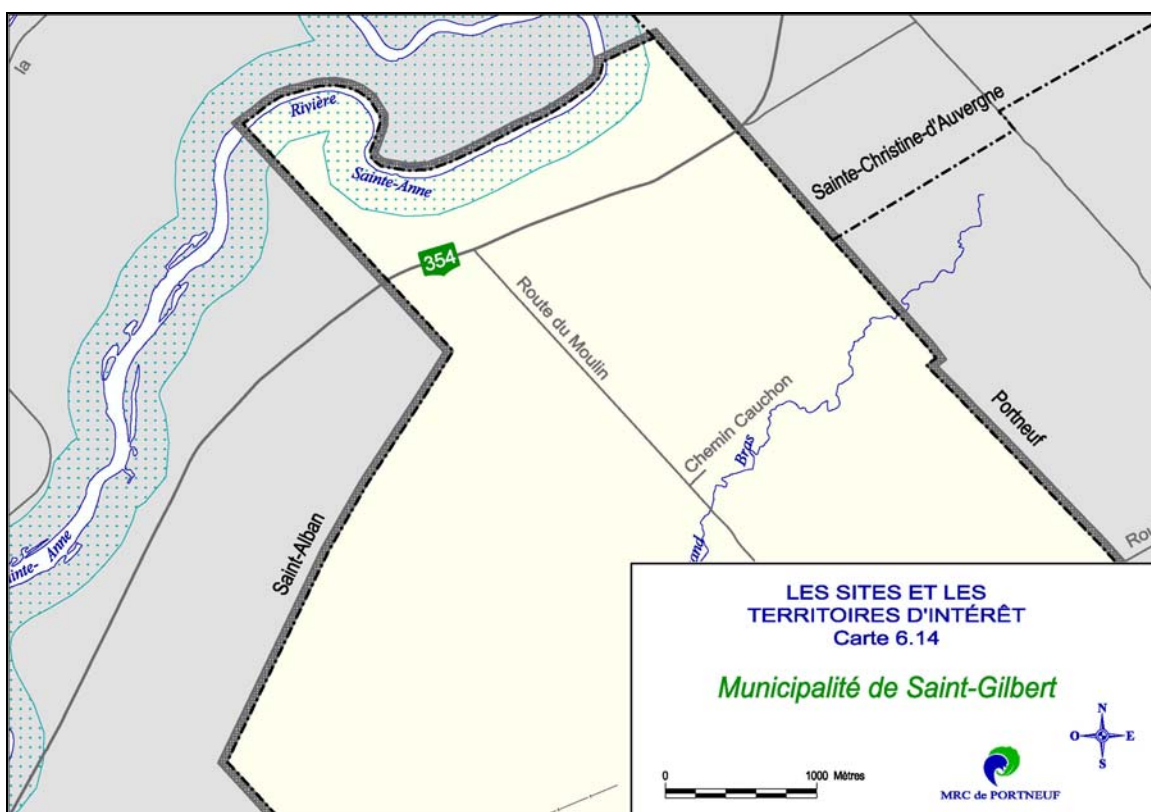 la
Rivière
Sainte-Anne
Sainte-Christine-d'Auvergne
354
Route du Moulin
Chemin Cauchon
Bras
Portneuf
Saint-Alban
Anne
LES SITES ET LES
TERRITOIRES D'INTÉRÊT
Carte 6.14
Municipalité de Saint-Gilbert
N
O E
S
0 1000 Mètres
MRC de PORTNEUF